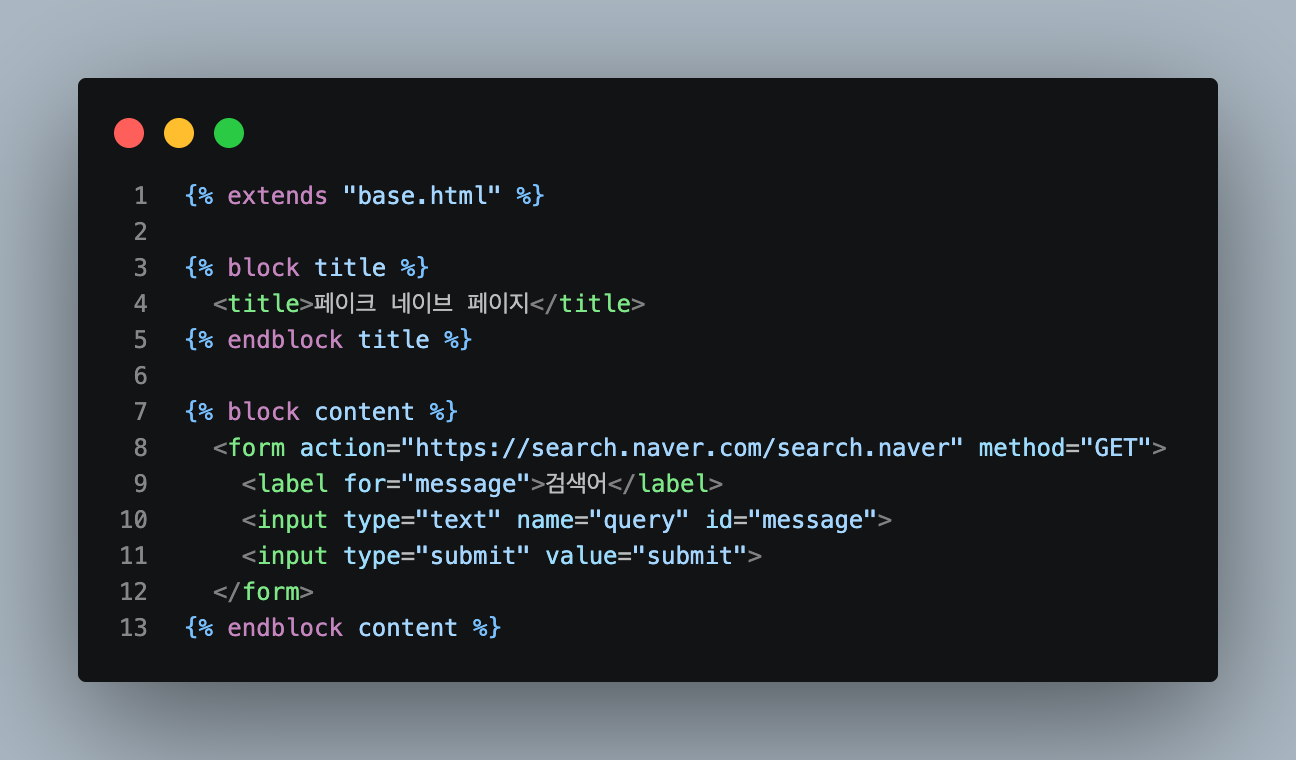 1 {% extends "base.html" %}
2
3 {% block title %}
4 <title>페이크 네이브 페이지</title>
5 {% endblock title %}
6
7 {% block content %}
8 <form action="https://search.naver.com/search.naver" method="GET">
9 <label for="message">검색어</label>
10 <input type="text" name="query" id="message">
11 <input type="submit" value="submit">
12 </form>
13 {% endblock content %}